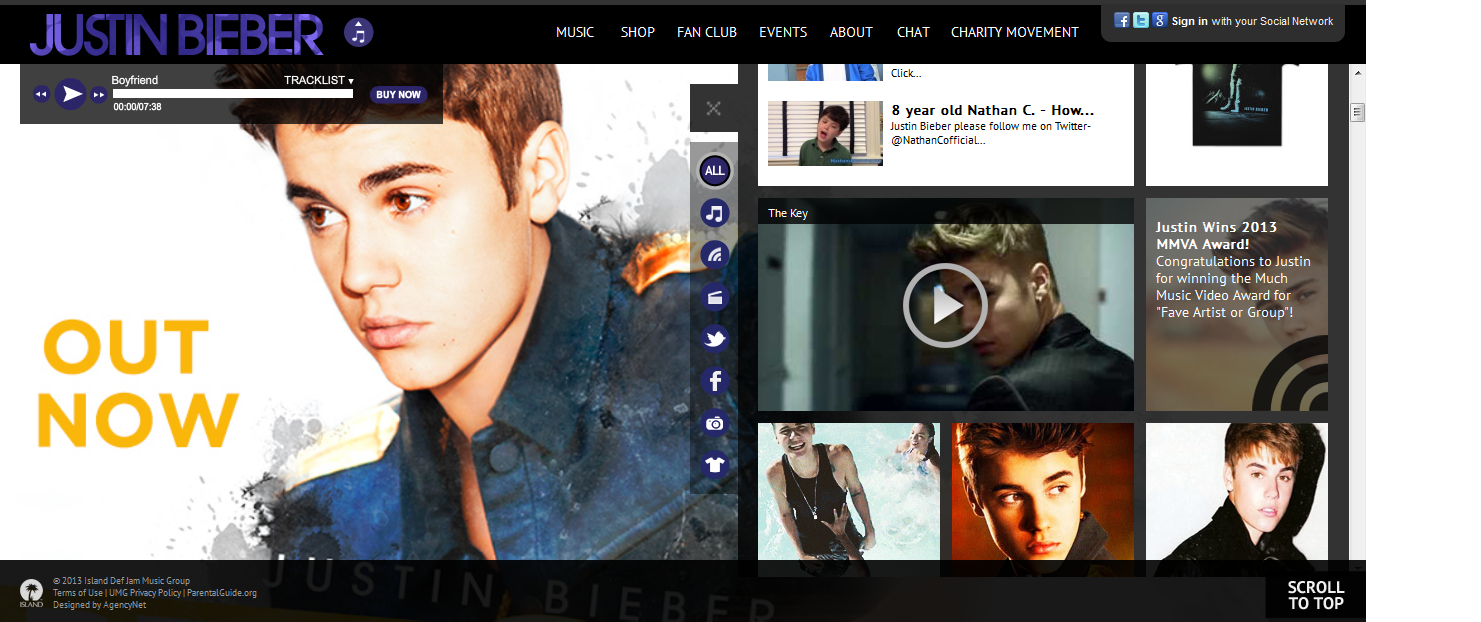 JUSTIN BIEBER
MUSIC
SHOP
FAN CLUB
EVENTS
ABOUT
CHAT
CHARITY MOVEMENT
Sign in with your Social Network
Boyfriend
TRACKLIST
00:00/07:38
BUY NOW
OUT
NOW
ALL
Click...
8 year old Nathan C. - How...
Justin Bieber please follow me on Twitter-
@NathanCofficial...
JUSTIN BIEBER
The Key
Justin Wins 2013
MMVA Award!
Congratulations to Justin
for winning the Much
Music Video Award for
"Fave Artist or Group"!
JUSTIN BIEBER
ISLAND
© 2013 Island Def Jam Music Group
Terms of Use | UMG Privacy Policy | ParentalGuide.org
Designed by AgencyNet
SCROLL
TO TOP